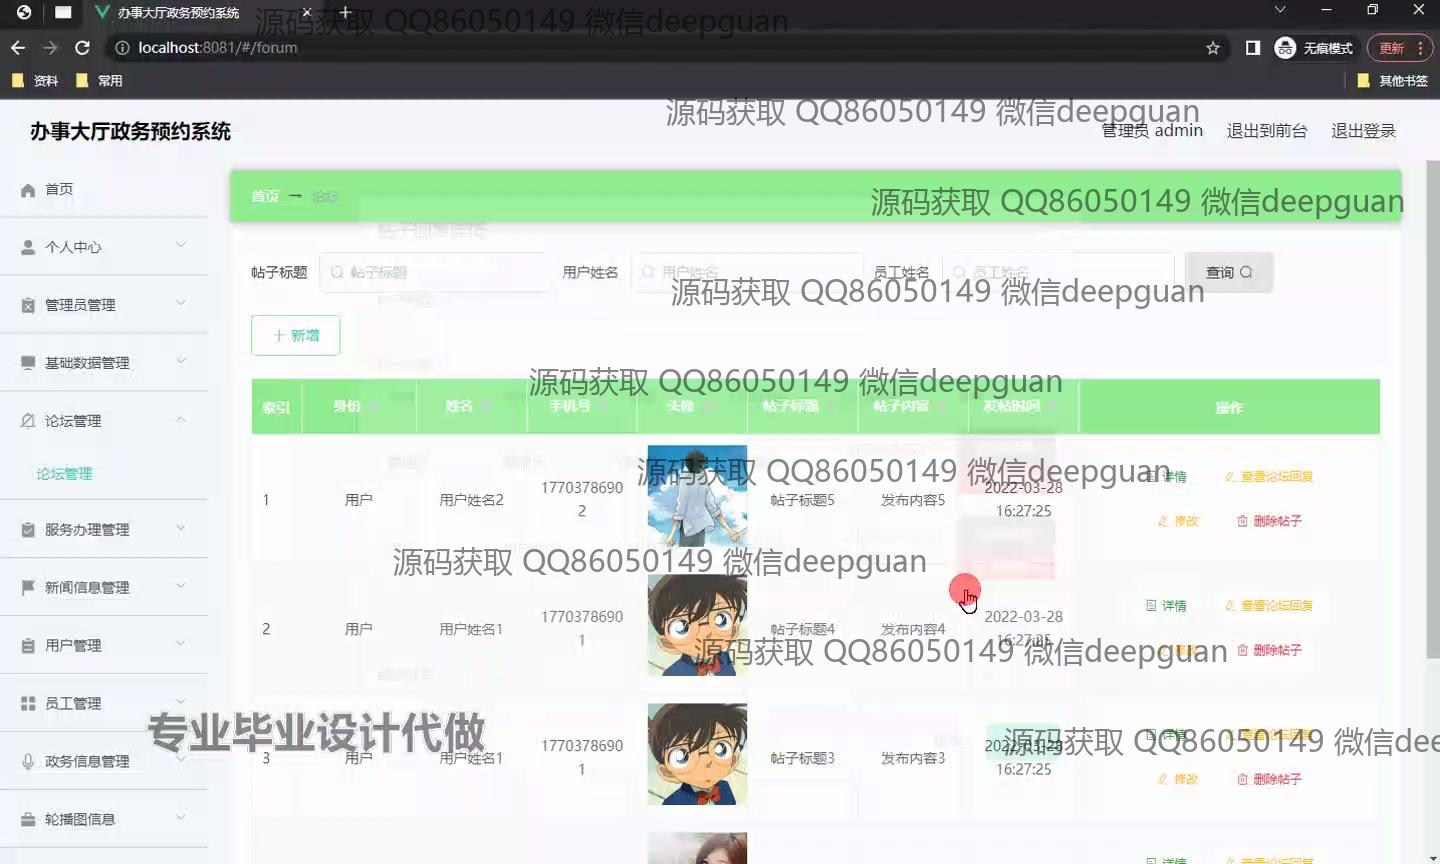 办事大厅政务预约系统
源码获取 QQ86050149 微信deepguan
localhost:8081/#/forum
无痕模式
更新
资料
常用
其他书签
源码获取 QQ86050149 微信deepguan
办事大厅政务预约系统
管理员 admin
退出到前台
退出登录
首页
个人中心
管理员管理
基础数据管理
论坛管理
论坛管理
服务办理管理
新闻信息管理
用户管理
员工管理
政务信息管理
轮播图信息
首页 → 论坛
源码获取 QQ86050149 微信deepguan
帖子标题 帖子标题 用户姓名 用户姓名 员工姓名 员工姓名 查询
源码获取 QQ86050149 微信deepguan
新增
源码获取 QQ86050149 微信deepguan
索引 身份 姓名 手机号 头像 帖子标题 帖子内容 发帖时间 操作
源码获取 QQ86050149 微信deepguan
1 用户 用户姓名2 17703786902 帖子标题5 发布内容5 2022-03-28 16:27:25 详情 查看论坛回复 修改 删除帖子
源码获取 QQ86050149 微信deepguan
2 用户 用户姓名1 17703786901 帖子标题4 发布内容4 2022-03-28 16:27:25 详情 查看论坛回复 修改 删除帖子
源码获取 QQ86050149 微信deepguan
专业毕业设计代做
3 用户 用户姓名1 17703786901 帖子标题3 发布内容3 2022-03-28 16:27:25 详情 查看论坛回复 修改 删除帖子
源码获取 QQ86050149 微信dee
详情 查看论坛回复